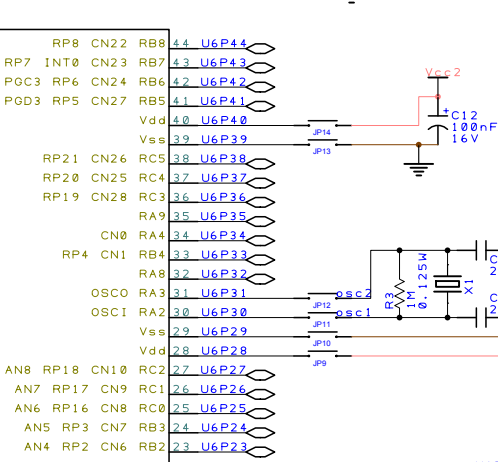 RP8 CN22 RB8 44 U6P44
RP7 INT0 CN23 RB7 43 U6P43
PGC3 RP6 CN24 RB6 42 U6P42
PGD3 RP5 CN27 RB5 41 U6P41
Vdd 40 U6P40
Vss 39 U6P39
RP21 CN26 RC5 38 U6P38
RP20 CN25 RC4 37 U6P37
RP19 CN28 RC3 36 U6P36
RA9 35 U6P35
CN0 RA4 34 U6P34
RP4 CN1 RB4 33 U6P33
RA8 32 U6P32
OSCO RA3 31 U6P31
OSCI RA2 30 U6P30
Vss 29 U6P29
Vdd 28 U6P28
AN8 RP18 CN10 RC2 27 U6P27
AN7 RP17 CN9 RC1 26 U6P26
AN6 RP16 CN8 RC0 25 U6P25
AN5 RP3 CN7 RB3 24 U6P24
AN4 RP2 CN6 RB2 23 U6P23
JP14
JP13
JP12
JP11
JP10
JP9
osc2
osc1
Vcc2
+
C12
100nF
16V
R3
1M
0.125W
X1
C
2
C
2